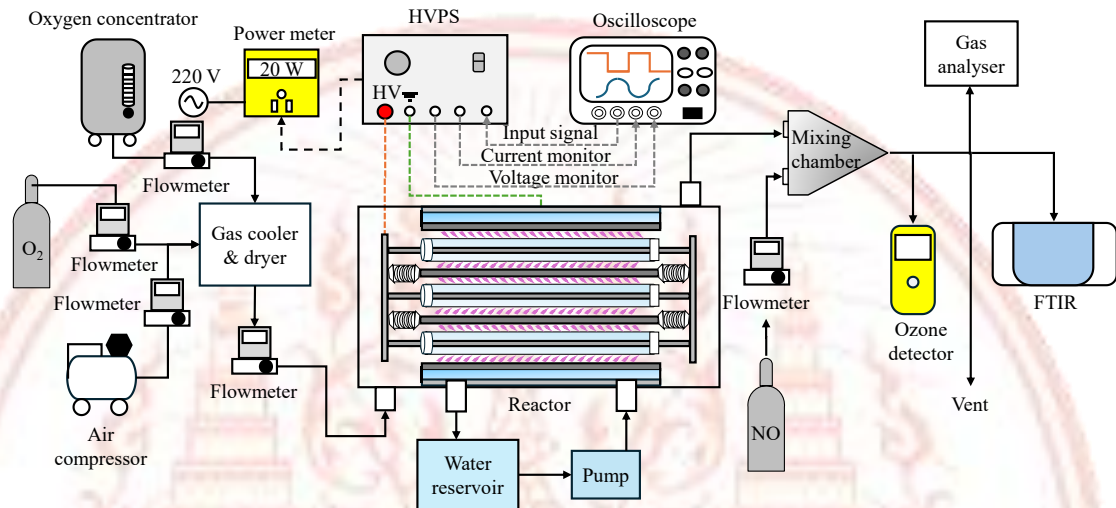 Oxygen concentrator
Power meter
20 W
220 V
HVPS
HV
Oscilloscope
Input signal
Current monitor
Voltage monitor
Flowmeter
O2
Flowmeter
Flowmeter
Gas cooler
& dryer
Flowmeter
Air
compressor
Reactor
Water
reservoir
Pump
Mixing
chamber
Flowmeter
NO
Gas
analyser
Ozone
detector
FTIR
Vent